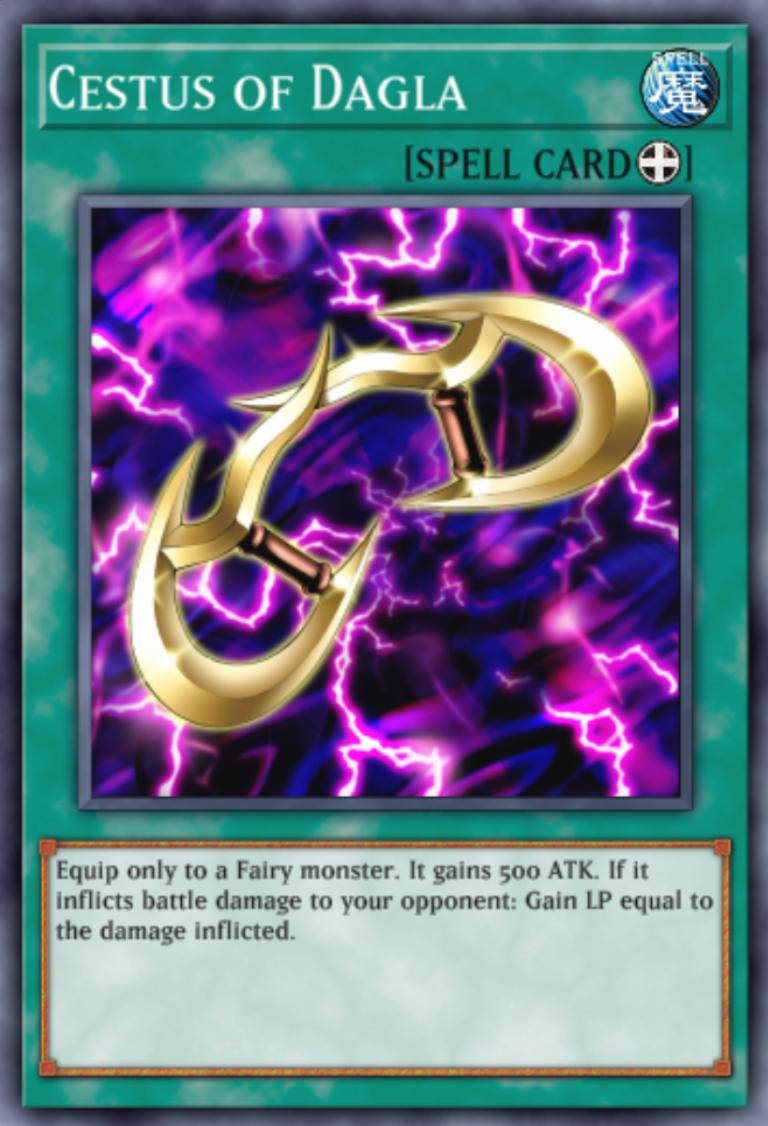 Cestus of Dagla
SPELL
魔
[SPELL CARD]
Equip only to a Fairy monster. It gains 500 ATK. If it
inflicts battle damage to your opponent: Gain LP equal to
the damage inflicted.